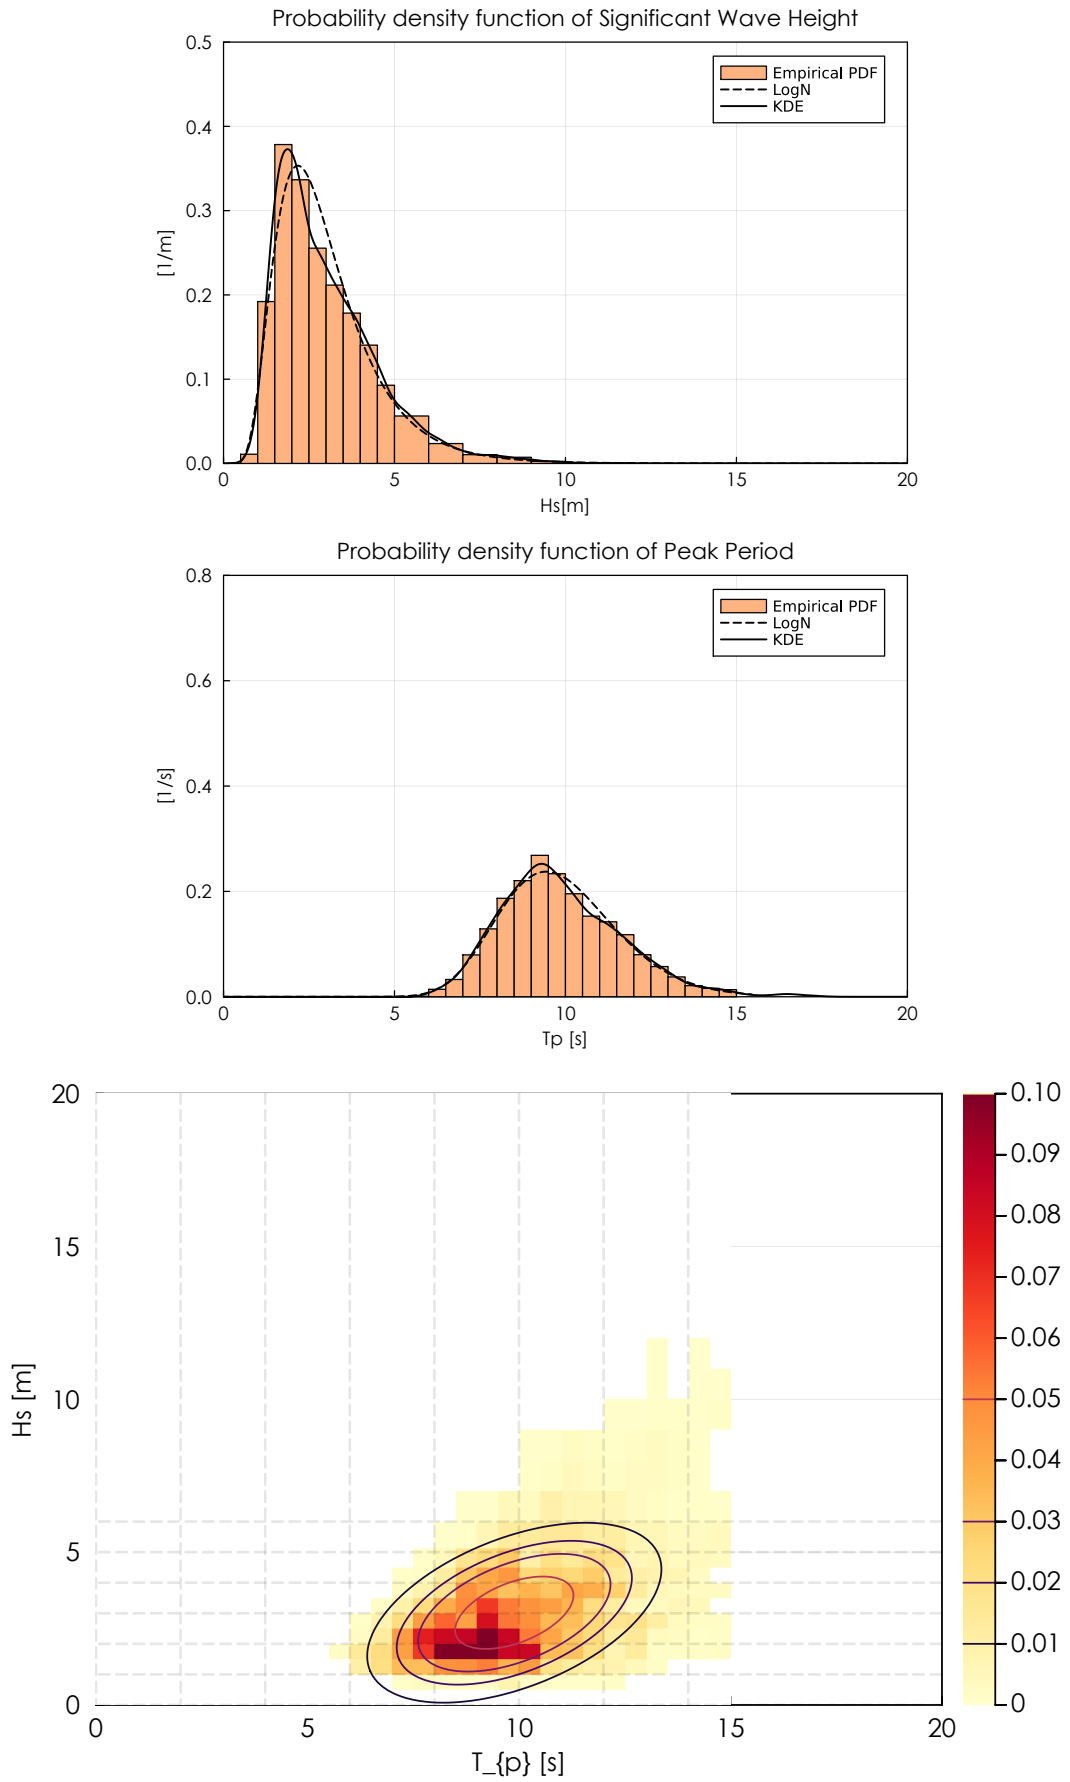 Probability density function of Significant Wave Height
0.5
0.4
0.3
0.2
0.1
0.0
[1/m]
Empirical PDF
LogN
KDE
0 5 10 15 20
Hs[m]
Probability density function of Peak Period
0.8
0.6
0.4
0.2
0.0
[1/s]
Empirical PDF
LogN
KDE
0 5 10 15 20
Tp [s]
20
15
10
5
0
Hs [m]
0 5 10 15 20
T_{p} [s]
0.10
0.09
0.08
0.07
0.06
0.05
0.04
0.03
0.02
0.01
0